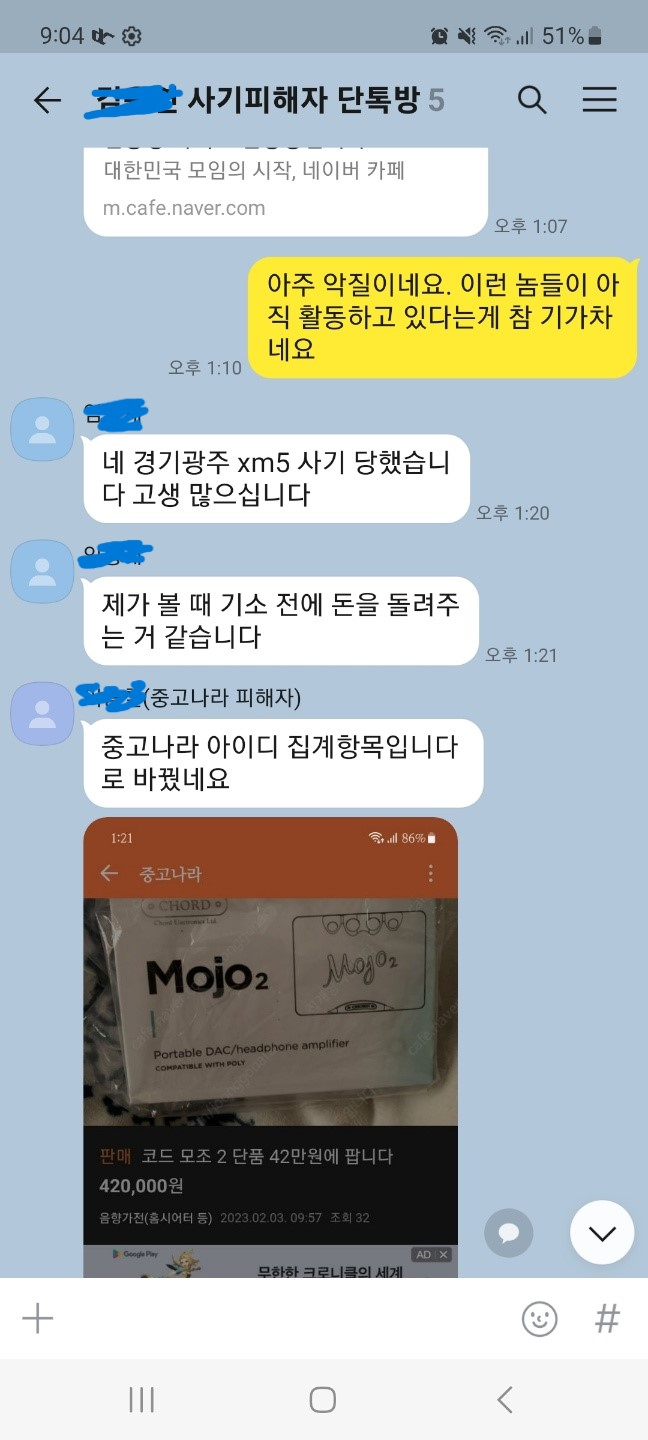 9:04
51%
사기피해자 단톡방 5
대한민국 모임의 시작, 네이버 카페
m.cafe.naver.com
오후 1:07
아주 악질이네요. 이런 놈들이 아
직 활동하고 있다는게 참 기가차
네요
오후 1:10
네 경기광주 xm5 사기 당했습니
다 고생 많으십니다
오후 1:20
제가 볼 때 기소 전에 돈을 돌려주
는 거 같습니다
오후 1:21
(중고나라 피해자)
중고나라 아이디 집계항목입니다
로 바꿨네요
1:21
86%
중고나라
CHORD
Chord Electronics Ltd.
Mojo2
Mojo2
CHORD
Portable DAC/headphone amplifier
COMPATIBLE WITH POLY
판매 코드 모조 2 단품 42만원에 팝니다
420,000원
음향가전(홈시어터 등) 2023.02.03. 09:57 조회 32
Google Play
AD
무한한 크로니클의 세계
#